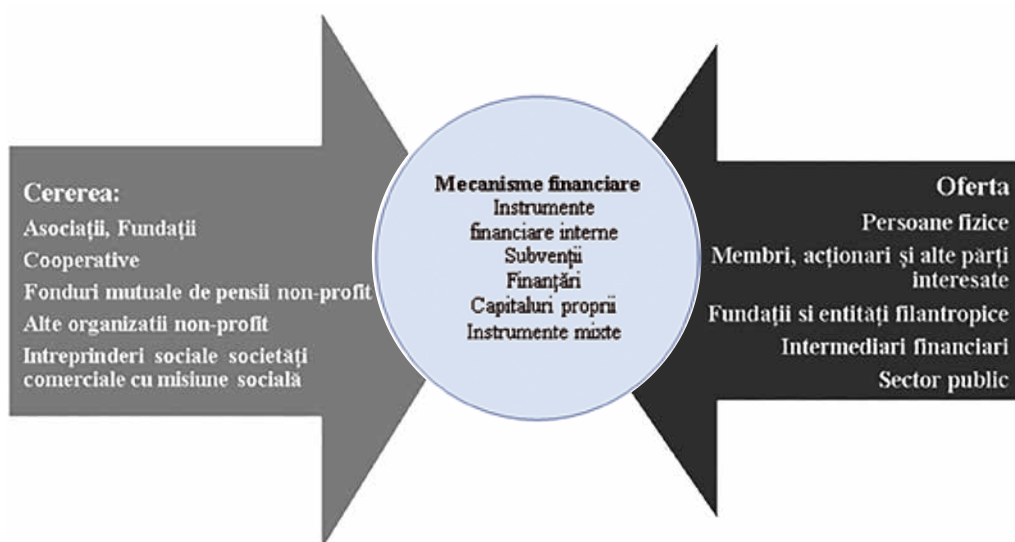 Cererea:
Asociații, Fundații
Cooperative
Fonduri mutuale de pensii non-profit
Alte organizatii non-profit
Intreprinderi sociale societăți
comerciale cu misiune socială
Mecanisme financiare
Instrumente
financiare interne
Subvenții
Finanțări
Capitaluri proprii
Instrumente mixte
Oferta
Persoane fizice
Membri, acționari și alte părți
interesate
Fundații si entități filantropice
Intermediari financiari
Sector public